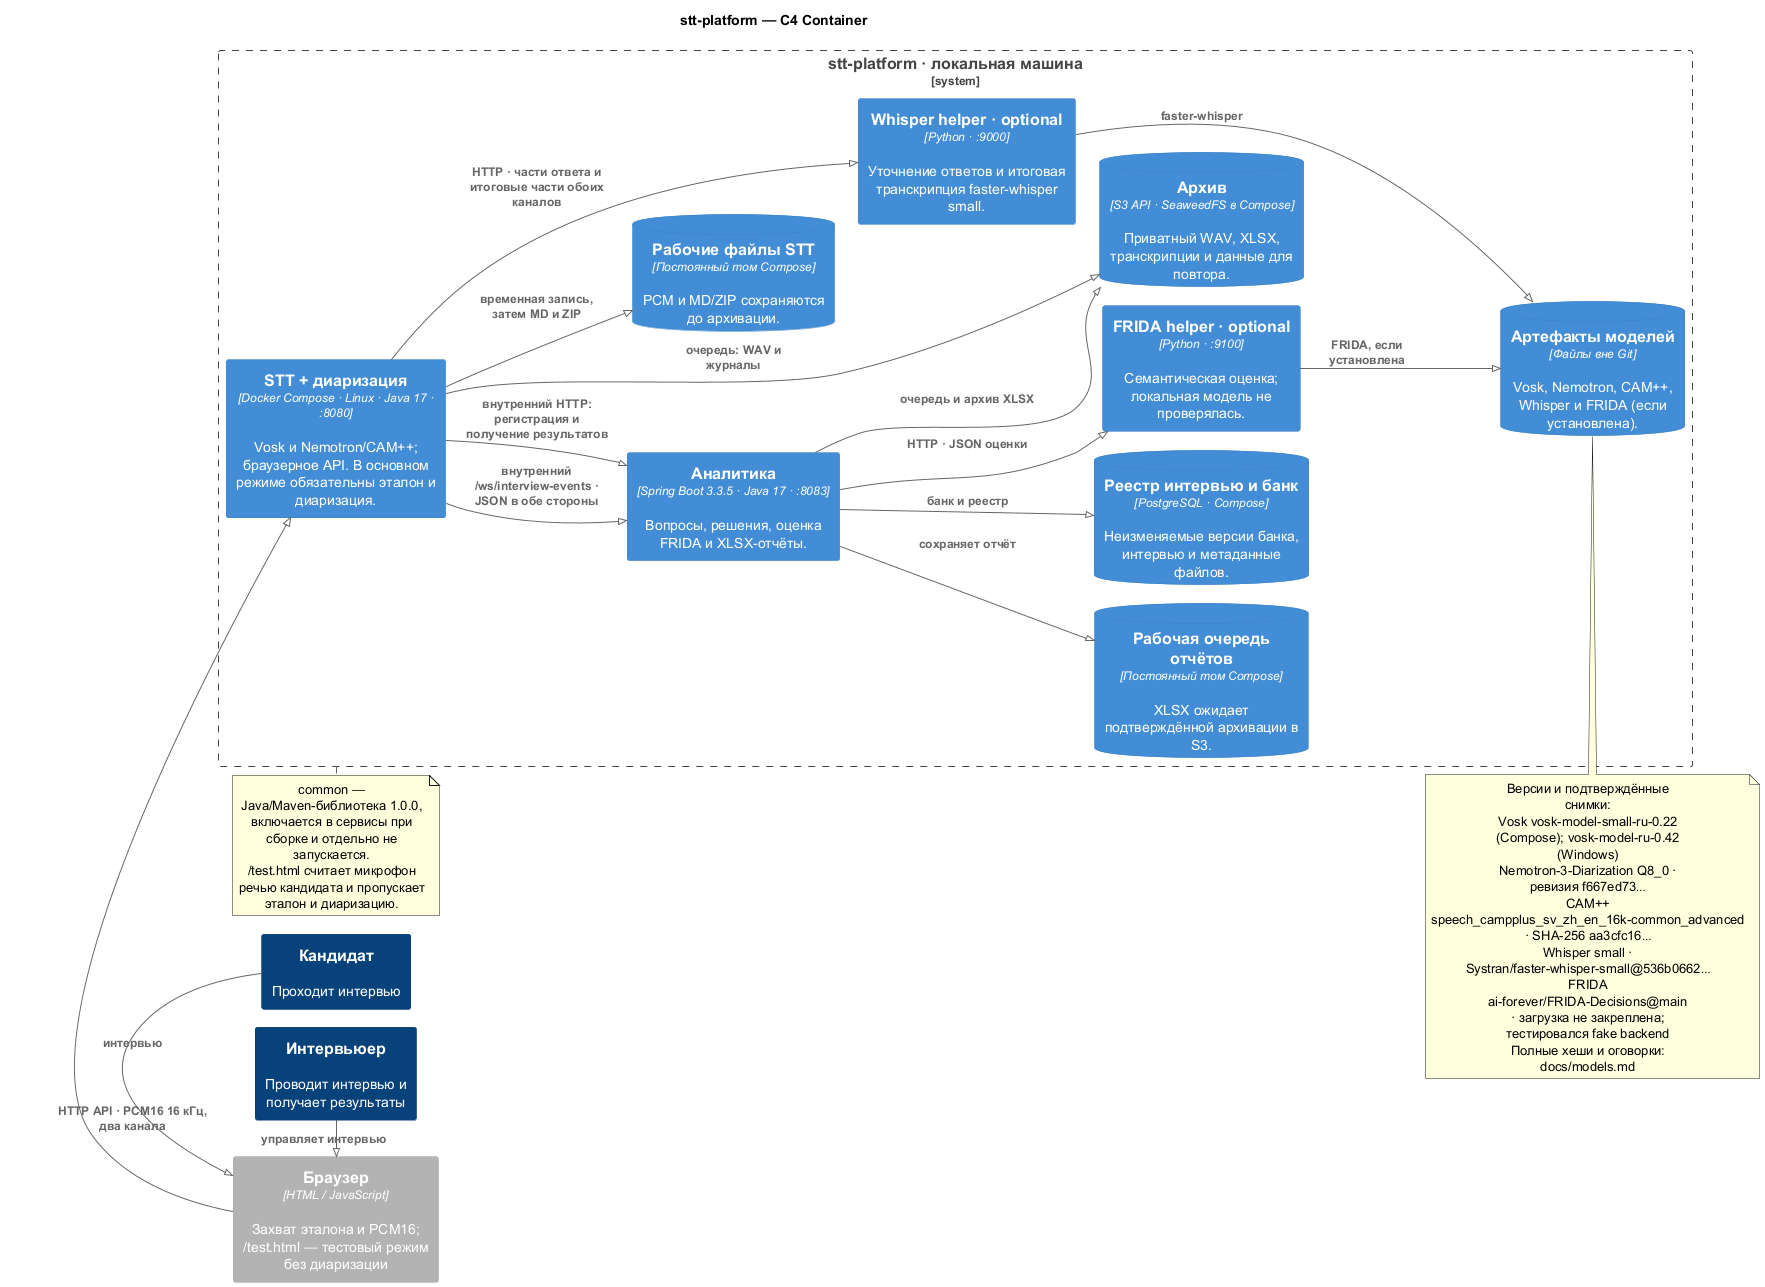 stt-platform — C4 Container
stt-platform · локальная машина
[system]
Whisper helper · optional
[Python · :9000]
Уточнение ответов и итоговая
транскрипция faster-whisper
small.
faster-whisper
HTTP · части ответа и
итоговые части обоих
каналов
Архив
[S3 API · SeaweedFS в Compose]
Приватный WAV, XLSX,
транскрипции и данные для
повтора.
Рабочие файлы STT
[Постоянный том Compose]
PCM и MD/ZIP сохраняются
до архивации.
временная запись,
затем MD и ZIP
очередь: WAV и
журналы
FRIDA helper · optional
[Python · :9100]
Семантическая оценка;
локальная модель не
проверялась.
FRIDA, если
установлена
Артефакты моделей
[Файлы вне Git]
Vosk, Nemotron, CAM++,
Whisper и FRIDA (если
установлена).
STT + диаризация
[Docker Compose · Linux · Java 17 ·
:8080]
Vosk и Nemotron/CAM++;
браузерное API. В основном
режиме обязательны эталон и
диаризация.
внутренний HTTP:
регистрация и
получение результатов
внутренний
/ws/interview-events ·
JSON в обе стороны
очередь и архив XLSX
HTTP · JSON оценки
Аналитика
[Spring Boot 3.3.5 · Java 17 · :8083]
Вопросы, решения, оценка
FRIDA и XLSX-отчёты.
банк и реестр
сохраняет отчёт
Реестр интервью и банк
[PostgreSQL · Compose]
Неизменяемые версии банка,
интервью и метаданные
файлов.
Рабочая очередь
отчётов
[Постоянный том Compose]
XLSX ожидает
подтверждённой архивации в
S3.
common —
Java/Maven-библиотека 1.0.0,
включается в сервисы при
сборке и отдельно не
запускается.
/test.html считает микрофон
речью кандидата и пропускает
эталон и диаризацию.
Версии и подтверждённые
снимки:
Vosk vosk-model-small-ru-0.22
(Compose); vosk-model-ru-0.42
(Windows)
Nemotron-3-Diarization Q8_0 ·
ревизия f667ed73...
CAM++
speech_campplus_sv_zh_en_16k-common_advanced
· SHA-256 aa3cfc16...
Whisper small ·
Systran/faster-whisper-small@536b0662...
FRIDA
ai-forever/FRIDA-Decisions@main
· загрузка не закреплена;
тестировался fake backend
Полные хеши и оговорки:
docs/models.md
Кандидат
Проходит интервью
интервью
Интервьюер
Проводит интервью и
получает результаты
HTTP API · PCM16 16 кГц,
два канала
управляет интервью
Браузер
[HTML / JavaScript]
Захват эталона и PCM16;
/test.html — тестовый режим
без диаризации